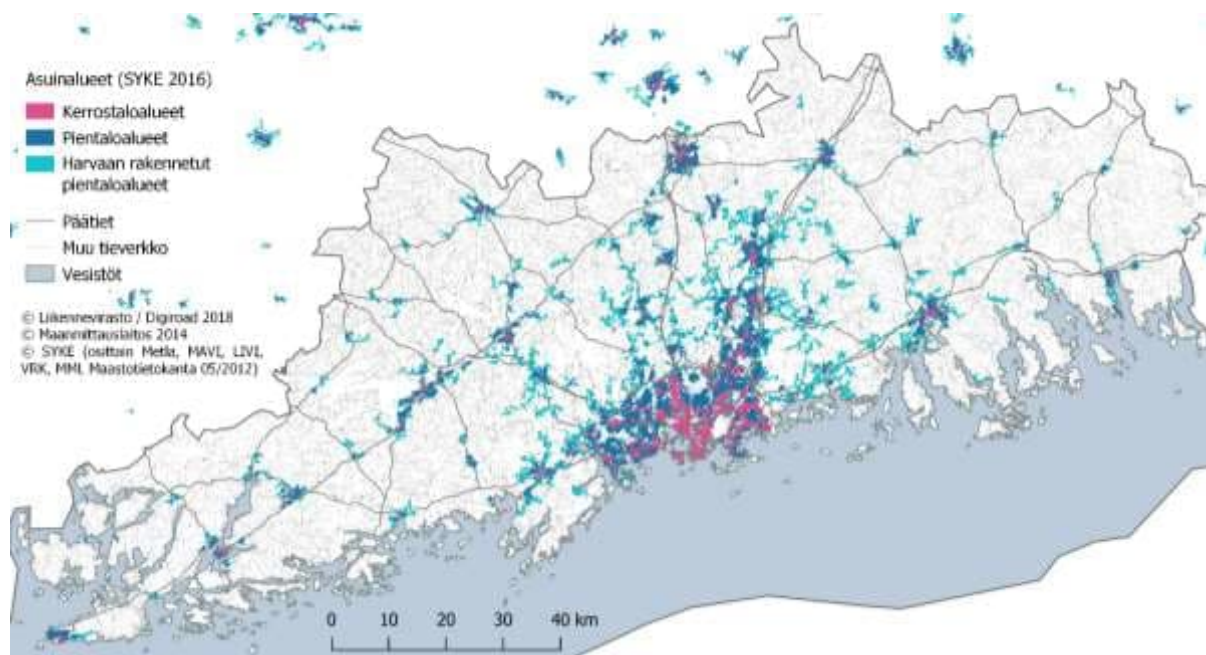 Asuinalueet (SYKE 2016)
Kerrostaloalueet
Pientaloalueet
Harvaan rakennetut
pientaloalueet
Päätiet
Muu tieverkko
Vesistöt
© Liikennevirasto / Digiroad 2018
© Maanmittauslaitos 2014
© SYKE (osittain Metla, MAVI, LIVI,
VRK, MML Maastotietokanta 05/2012)
0 10 20 30 40 km